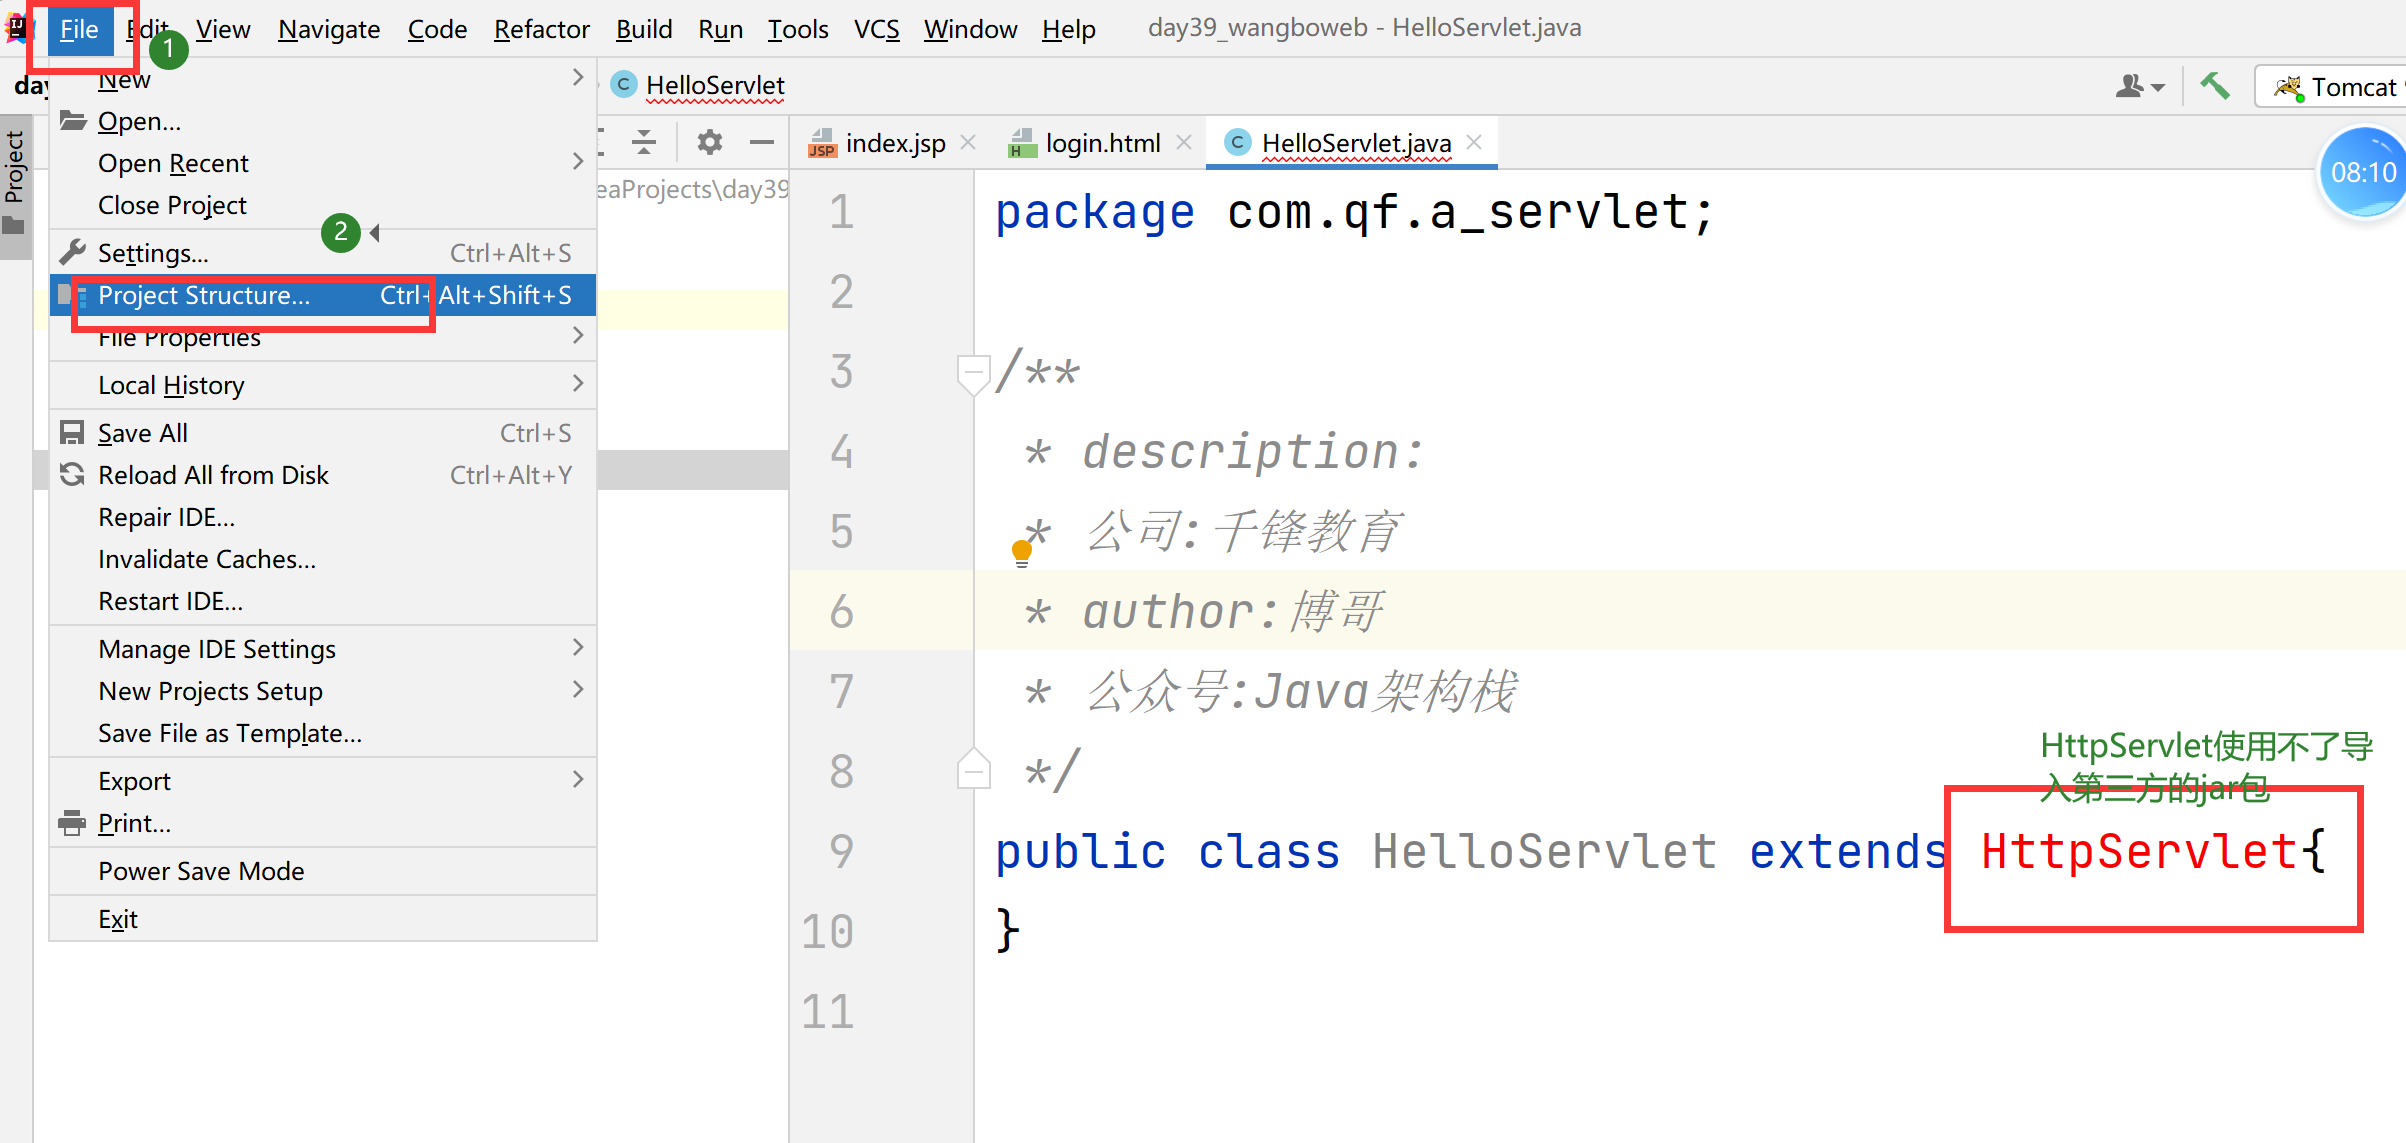 File Edit View Navigate Code Refactor Build Run Tools VCS Window Help day39_wangboweb - HelloServlet.java
1
day
HelloServlet
Tomcat
New
Open...
Open Recent
Close Project
2
Settings... Ctrl+Alt+S
Project Structure... Ctrl+Alt+Shift+S
File Properties
Local History
Save All Ctrl+S
Reload All from Disk Ctrl+Alt+Y
Repair IDE...
Invalidate Caches...
Restart IDE...
Manage IDE Settings
New Projects Setup
Save File as Template...
Export
Print...
Power Save Mode
Exit
Project
eaProjects\day39
index.jsp login.html HelloServlet.java
08:10
1 package com.qf.a_servlet;
2
3 /**
4 * description:
5 * 公司:千锋教育
6 * author:博哥
7 * 公众号:Java架构栈
8 */
HttpServlet使用不了导
入第三方的jar包
9 public class HelloServlet extends HttpServlet{
10 }
11